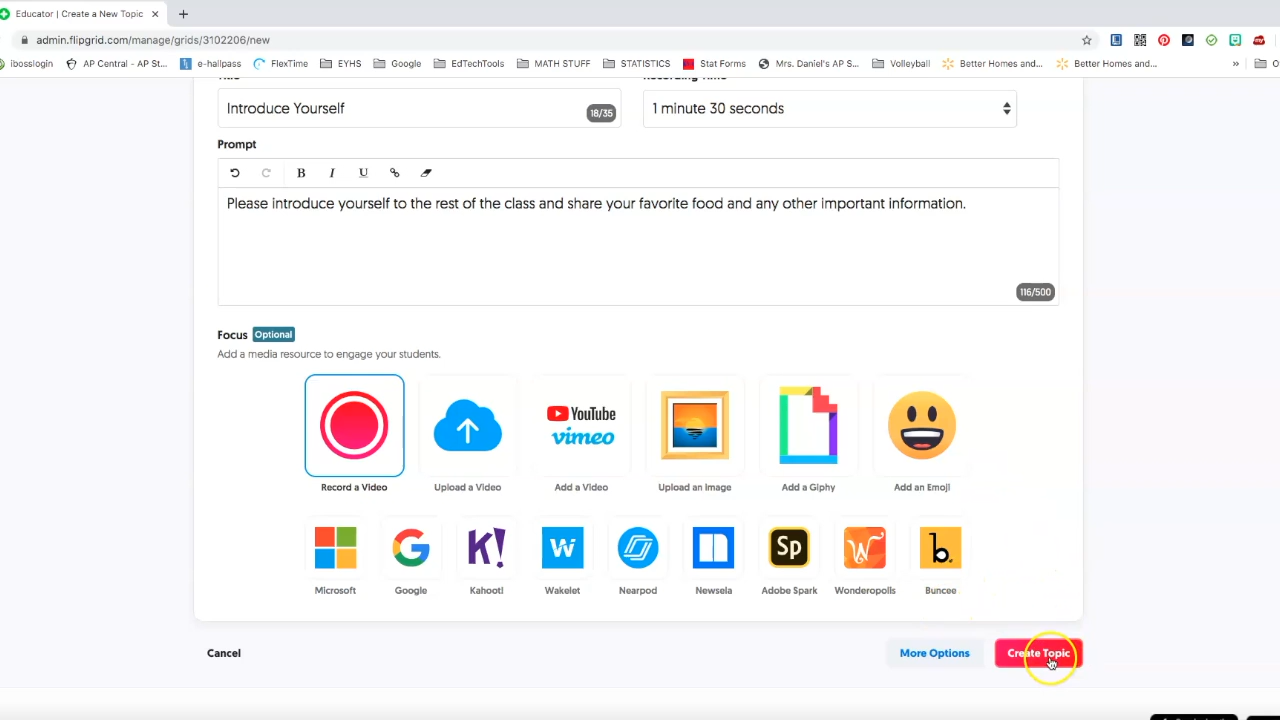 Educator | Create a New Topic
admin.flipgrid.com/manage/grids/3102206/new
ibosslogin AP Central - AP St... e-hallpass FlexTime EYHS Google EdTechTools MATH STUFF STATISTICS Stat Forms Mrs. Daniel's AP S... Volleyball Better Homes and... Better Homes and... »
Introduce Yourself 18/35 1 minute 30 seconds
Prompt
B I U
Please introduce yourself to the rest of the class and share your favorite food and any other important information.
116/500
Focus Optional
Add a media resource to engage your students.
YouTube
vimeo
Record a Video Upload a Video Add a Video Upload an Image Add a Giphy Add an Emoji
K! w Sp W b.
Microsoft Google Kahoot! Wakelet Nearpod Newsela Adobe Spark Wonderopolis Buncee
Cancel More Options Create Topic